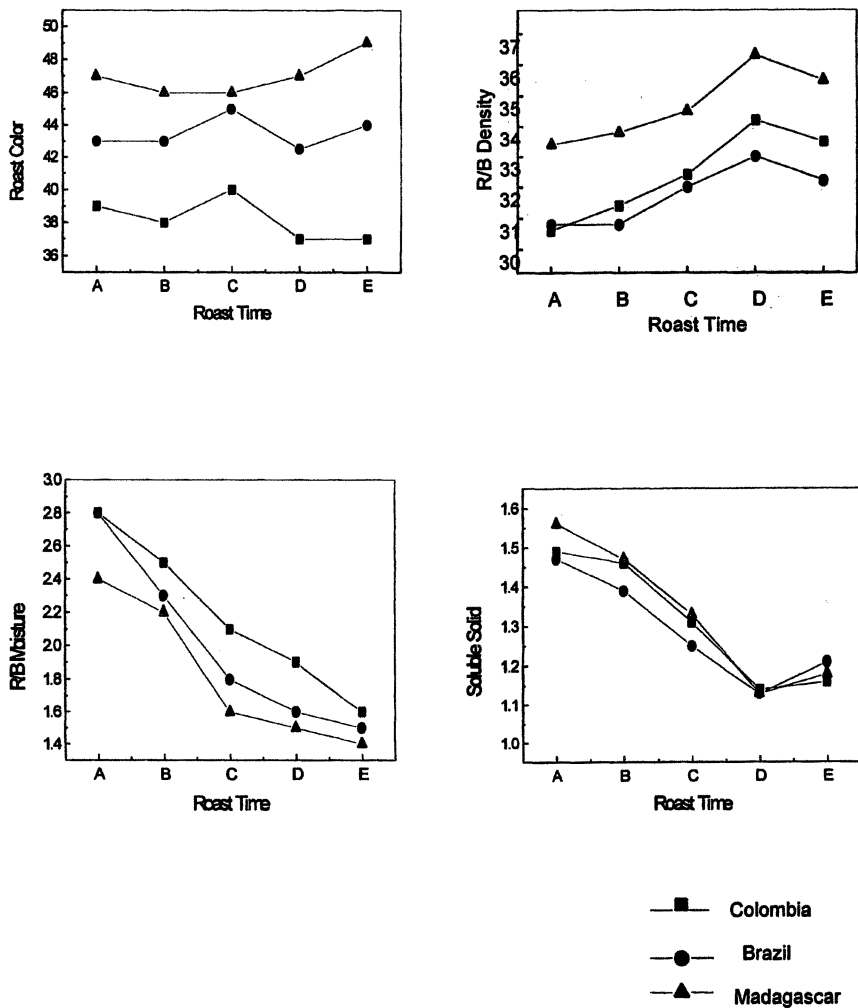 50
48
46
44
42
40
38
36
Roast Color
A B C D E
Roast Time
37
36
35
34
33
32
31
30
R/B Density
A B C D E
Roast Time
3.0
2.8
2.6
2.4
2.2
2.0
1.8
1.6
1.4
R/B Moisture
A B C D E
Roast Time
1.6
1.5
1.4
1.3
1.2
1.1
1.0
Soluble Solid
A B C D E
Roast Time
Colombia
Brazil
Madagascar